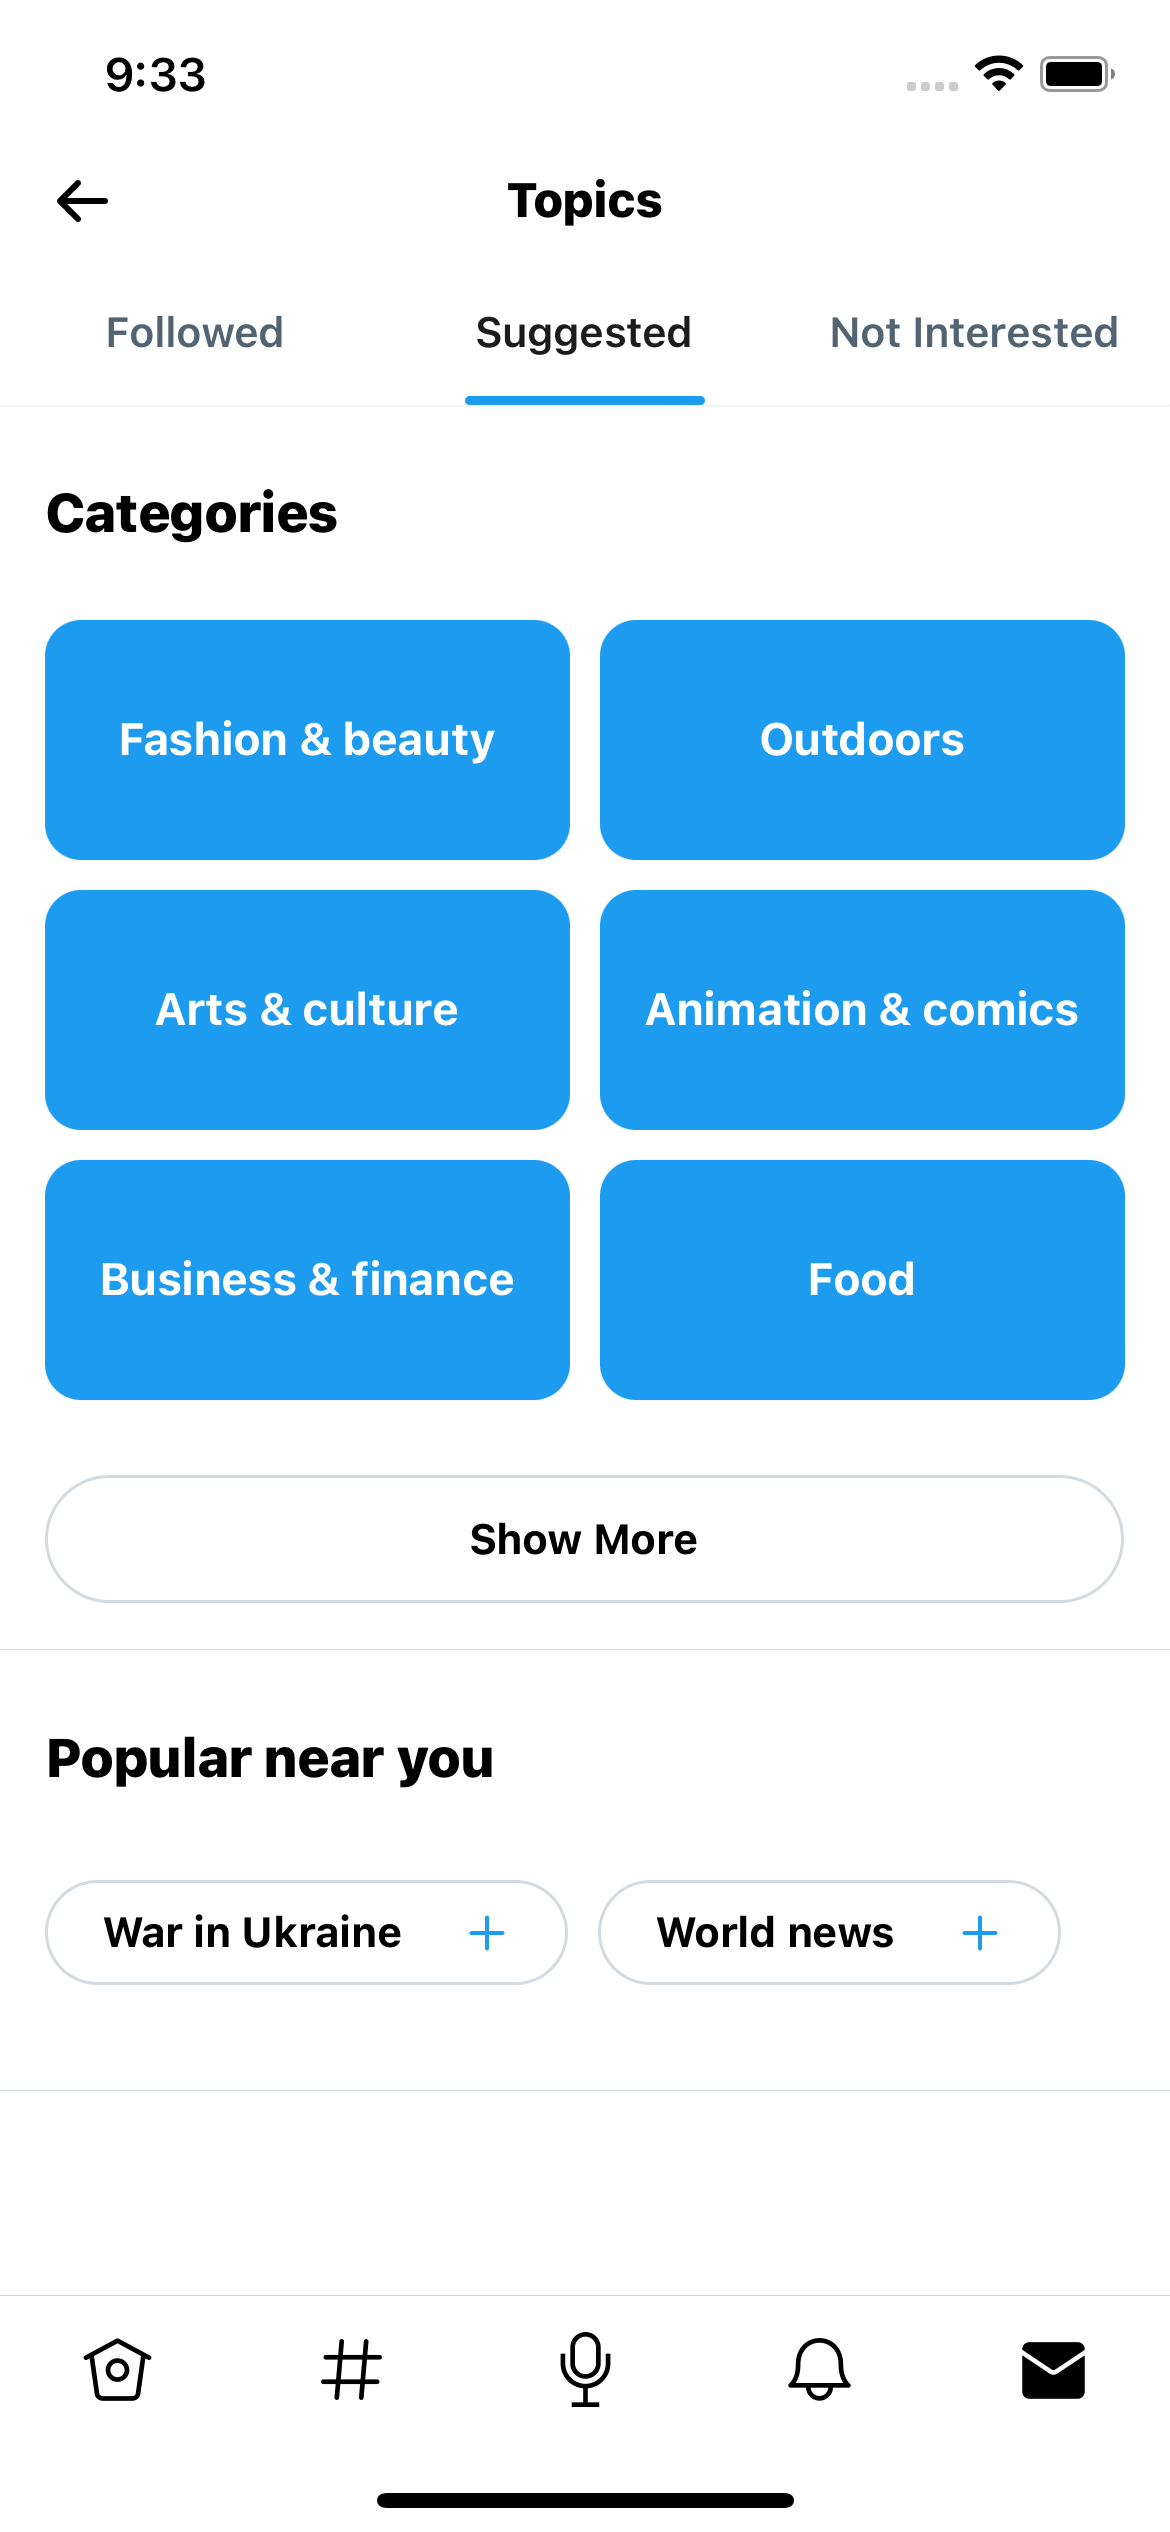 9:33
Topics
Followed Suggested Not Interested
Categories
Fashion & beauty Outdoors
Arts & culture Animation & comics
Business & finance Food
Show More
Popular near you
War in Ukraine World news